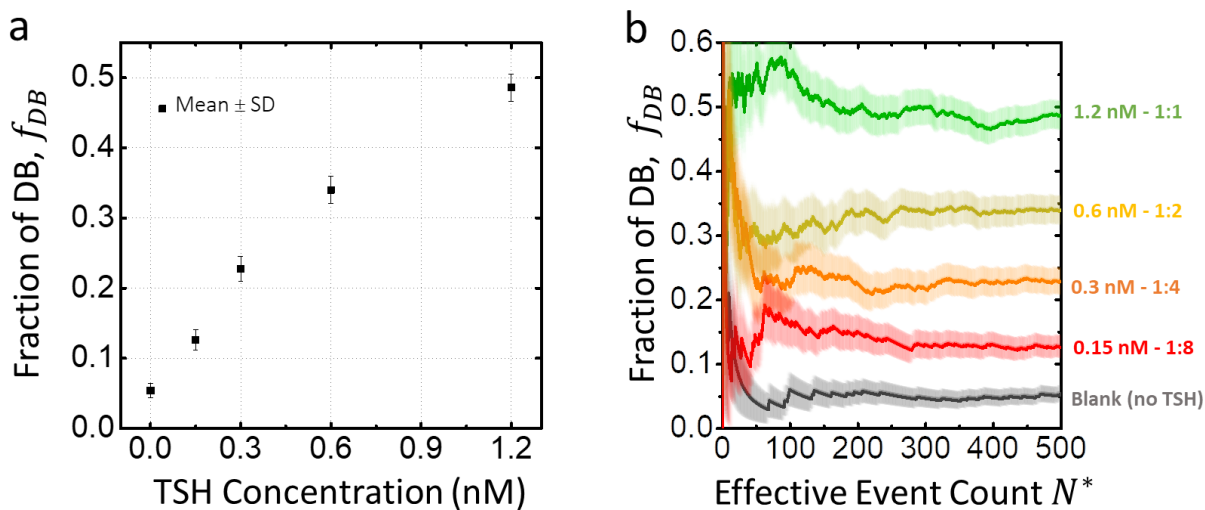 a
Fraction of DB, f_DB
0.5
0.4
0.3
0.2
0.1
0.0
Mean ± SD
0.0 0.3 0.6 0.9 1.2
TSH Concentration (nM)
b
Fraction of DB, f_DB
0.6
0.5
0.4
0.3
0.2
0.1
0.0
0 100 200 300 400 500
Effective Event Count N*
1.2 nM - 1:1
0.6 nM - 1:2
0.3 nM - 1:4
0.15 nM - 1:8
Blank (no TSH)